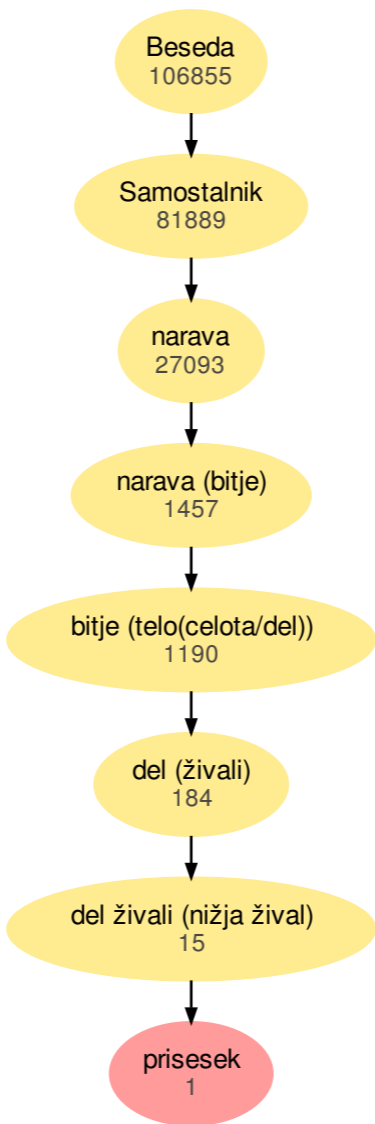 Beseda
106855
Samostalnik
81889
narava
27093
narava (bitje)
1457
bitje (telo(celota/del))
1190
del (živali)
184
del živali (nižja žival)
15
prisesek
1